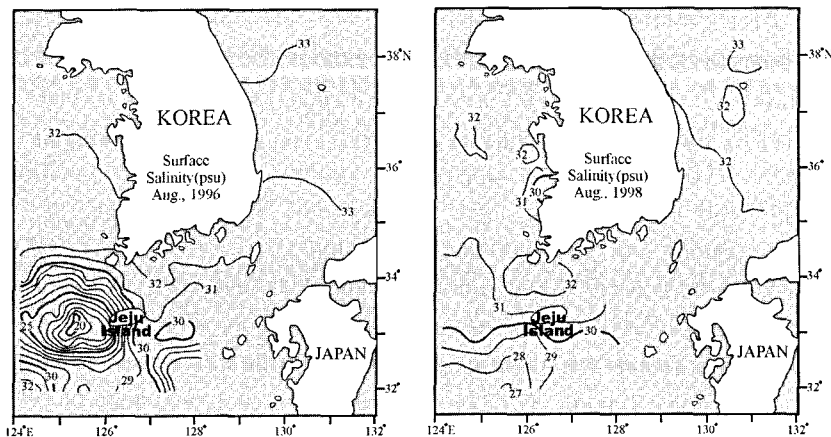 33
38°N
32
KOREA
Surface
Salinity(psu)
Aug., 1996
36°
33
34°
32
31
25
20
Jeju
Island
30
30
JAPAN
30
29
32
32°
124°E
126°
128°
130°
132°
33
38°N
32
32
KOREA
32
Surface
Salinity(psu)
Aug.. 1998
30
31
32
36°
34°
32
31
Jeju
Island
30
28
29
JAPAN
27
32°
124°E
126°
128°
130°
132°